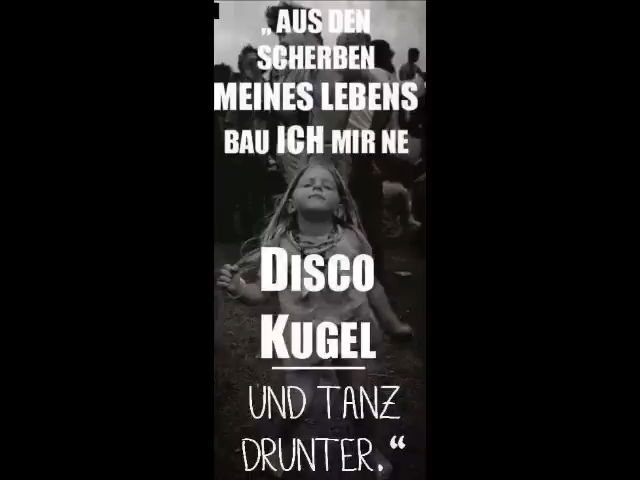 „AUS DEN
SCHERBEN
MEINES LEBENS
BAU ICH MIR NE
DISCO
KUGEL
UND TANZ
DRUNTER.“